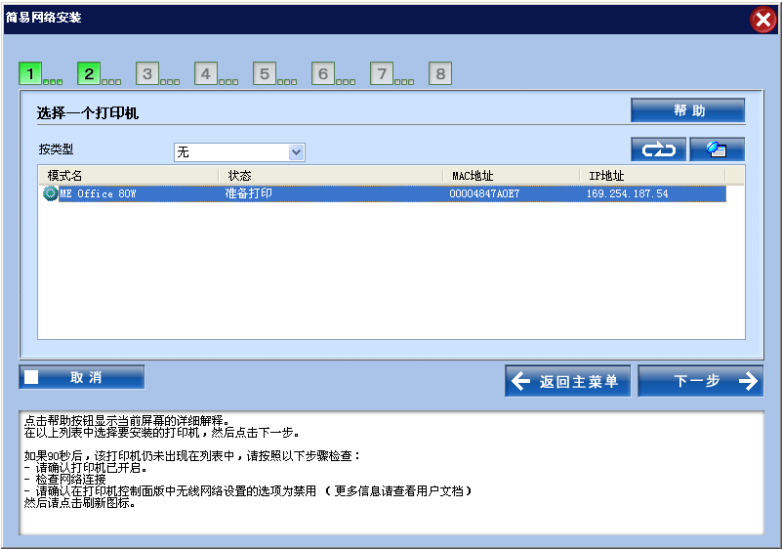 简易网络安装
1 2 3 4 5 6 7 8
选择一个打印机
帮助
按类型 无
模式名 状态 MAC地址 IP地址
ME Office 80W 准备打印 00004847A0E7 169.254.187.54
取消 返回主菜单 下一步
点击帮助按钮显示当前屏幕的详细解释。
在以上列表中选择要安装的打印机，然后点击下一步。
如果90秒后，该打印机仍未出现在列表中，请按照以下步骤检查：
- 请确认打印机已开启。
- 检查网络连接
- 请确认在打印机控制面版中无线网络设置的选项为禁用 （更多信息请查看用户文档）
然后请点击刷新图标。